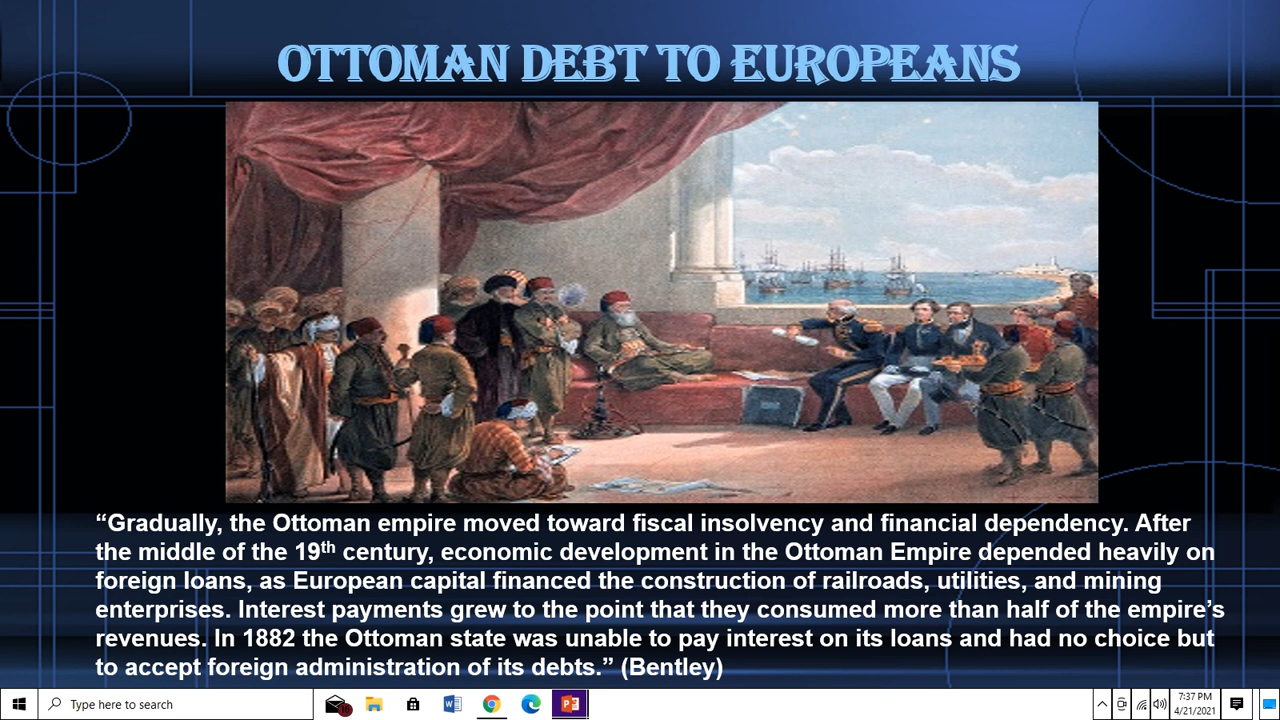 OTTOMAN DEBT TO EUROPEANS
“Gradually, the Ottoman empire moved toward fiscal insolvency and financial dependency. After
the middle of the 19th century, economic development in the Ottoman Empire depended heavily on
foreign loans, as European capital financed the construction of railroads, utilities, and mining
enterprises. Interest payments grew to the point that they consumed more than half of the empire’s
revenues. In 1882 the Ottoman state was unable to pay interest on its loans and had no choice but
to accept foreign administration of its debts.” (Bentley)
Type here to search
7:37 PM
4/21/2021